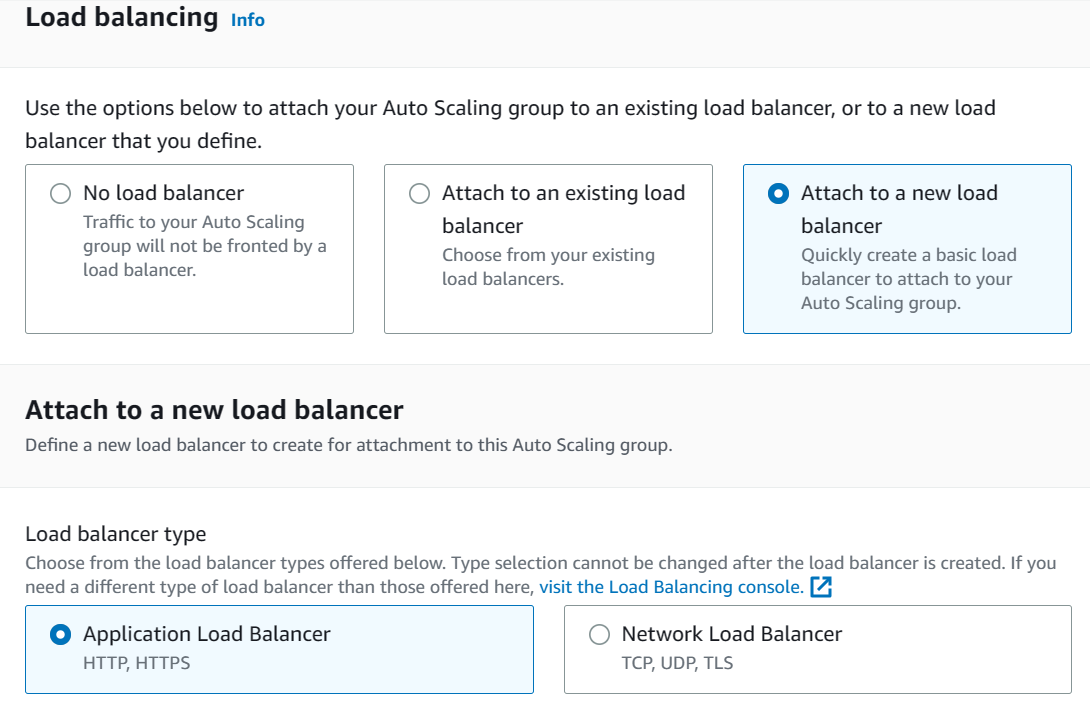 Load balancing Info
Use the options below to attach your Auto Scaling group to an existing load balancer, or to a new load
balancer that you define.
No load balancer
Traffic to your Auto Scaling
group will not be fronted by a
load balancer.
Attach to an existing load
balancer
Choose from your existing
load balancers.
Attach to a new load
balancer
Quickly create a basic load
balancer to attach to your
Auto Scaling group.
Attach to a new load balancer
Define a new load balancer to create for attachment to this Auto Scaling group.
Load balancer type
Choose from the load balancer types offered below. Type selection cannot be changed after the load balancer is created. If you
need a different type of load balancer than those offered here, visit the Load Balancing console.
Application Load Balancer
HTTP, HTTPS
Network Load Balancer
TCP, UDP, TLS